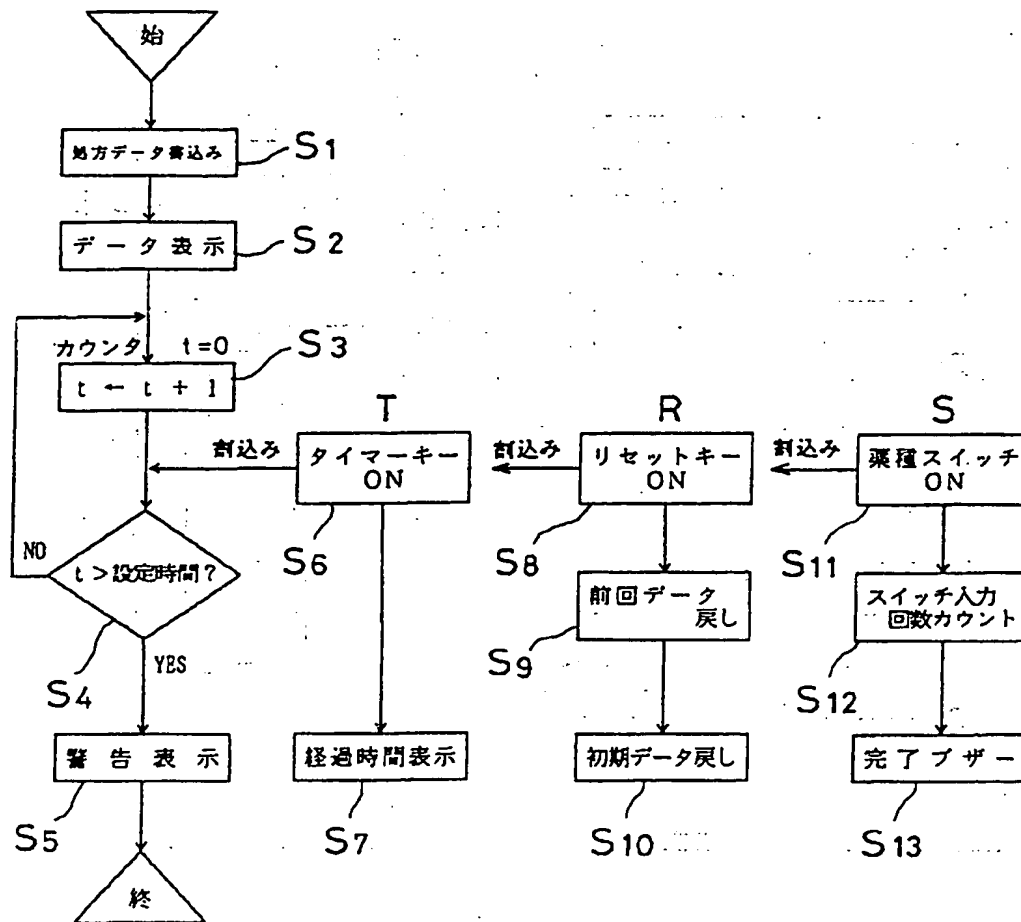 始
処方データ書込み
S1
データ表示
S2
カウンタ t=0
S3
t ← t + 1
T
R
S
割込み
タイマーキー
ON
割込み
リセットキー
ON
割込み
薬種スイッチ
ON
S6
S8
S11
NO
t > 設定時間?
前回データ
戻し
スイッチ入力
回数カウント
S4
YES
S9
S12
警告表示
経過時間表示
初期データ戻し
完了ブザー
S5
S7
S10
S13
終